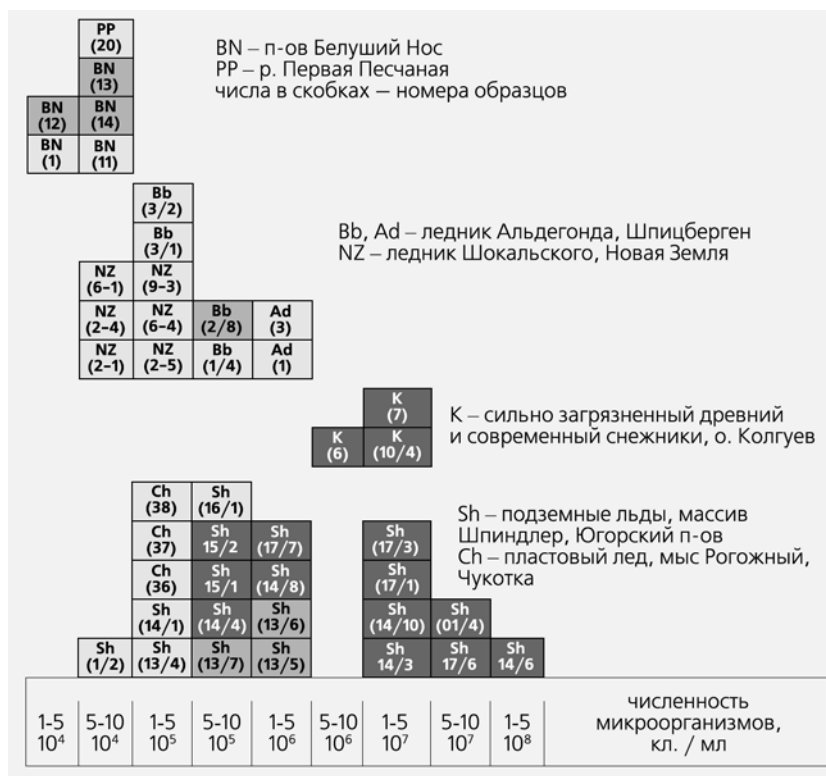 PP
(20)
BN
(13)
BN
(12)
BN
(14)
BN
(1)
BN
(11)
BN – п-ов Белуший Нос
PP – р. Первая Песчаная
числа в скобках – номера образцов
Bb
(3/2)
Bb
(3/1)
NZ
(6-1)
NZ
(9-3)
NZ
(2-4)
NZ
(6-4)
Bb
(2/8)
Ad
(3)
NZ
(2-1)
NZ
(2-5)
Bb
(1/4)
Ad
(1)
Bb, Ad – ледник Альдегонда, Шпицберген
NZ – ледник Шокальского, Новая Земля
K
(7)
K
(6)
K
(10/4)
K – сильно загрязненный древний
и современный снежники, о. Колгуев
Ch
(38)
Sh
(16/1)
Ch
(37)
Sh
15/2
Sh
(17/7)
Sh
(17/3)
Ch
(36)
Sh
15/1
Sh
(14/8)
Sh
(17/1)
Sh
(14/1)
Sh
(14/4)
Sh
(13/6)
Sh
(14/10)
Sh
(01/4)
Sh
(1/2)
Sh
(13/4)
Sh
(13/7)
Sh
(13/5)
Sh
14/3
Sh
17/6
Sh
14/6
Sh – подземные льды, массив
Шпиндлер, Югорский п-ов
Ch – пластовый лед, мыс Рогожный,
Чукотка
1-5
10⁴
5-10
10⁴
1-5
10⁵
5-10
10⁵
1-5
10⁶
5-10
10⁶
1-5
10⁷
5-10
10⁷
1-5
10⁸
численность
микроорганизмов,
кл. / мл